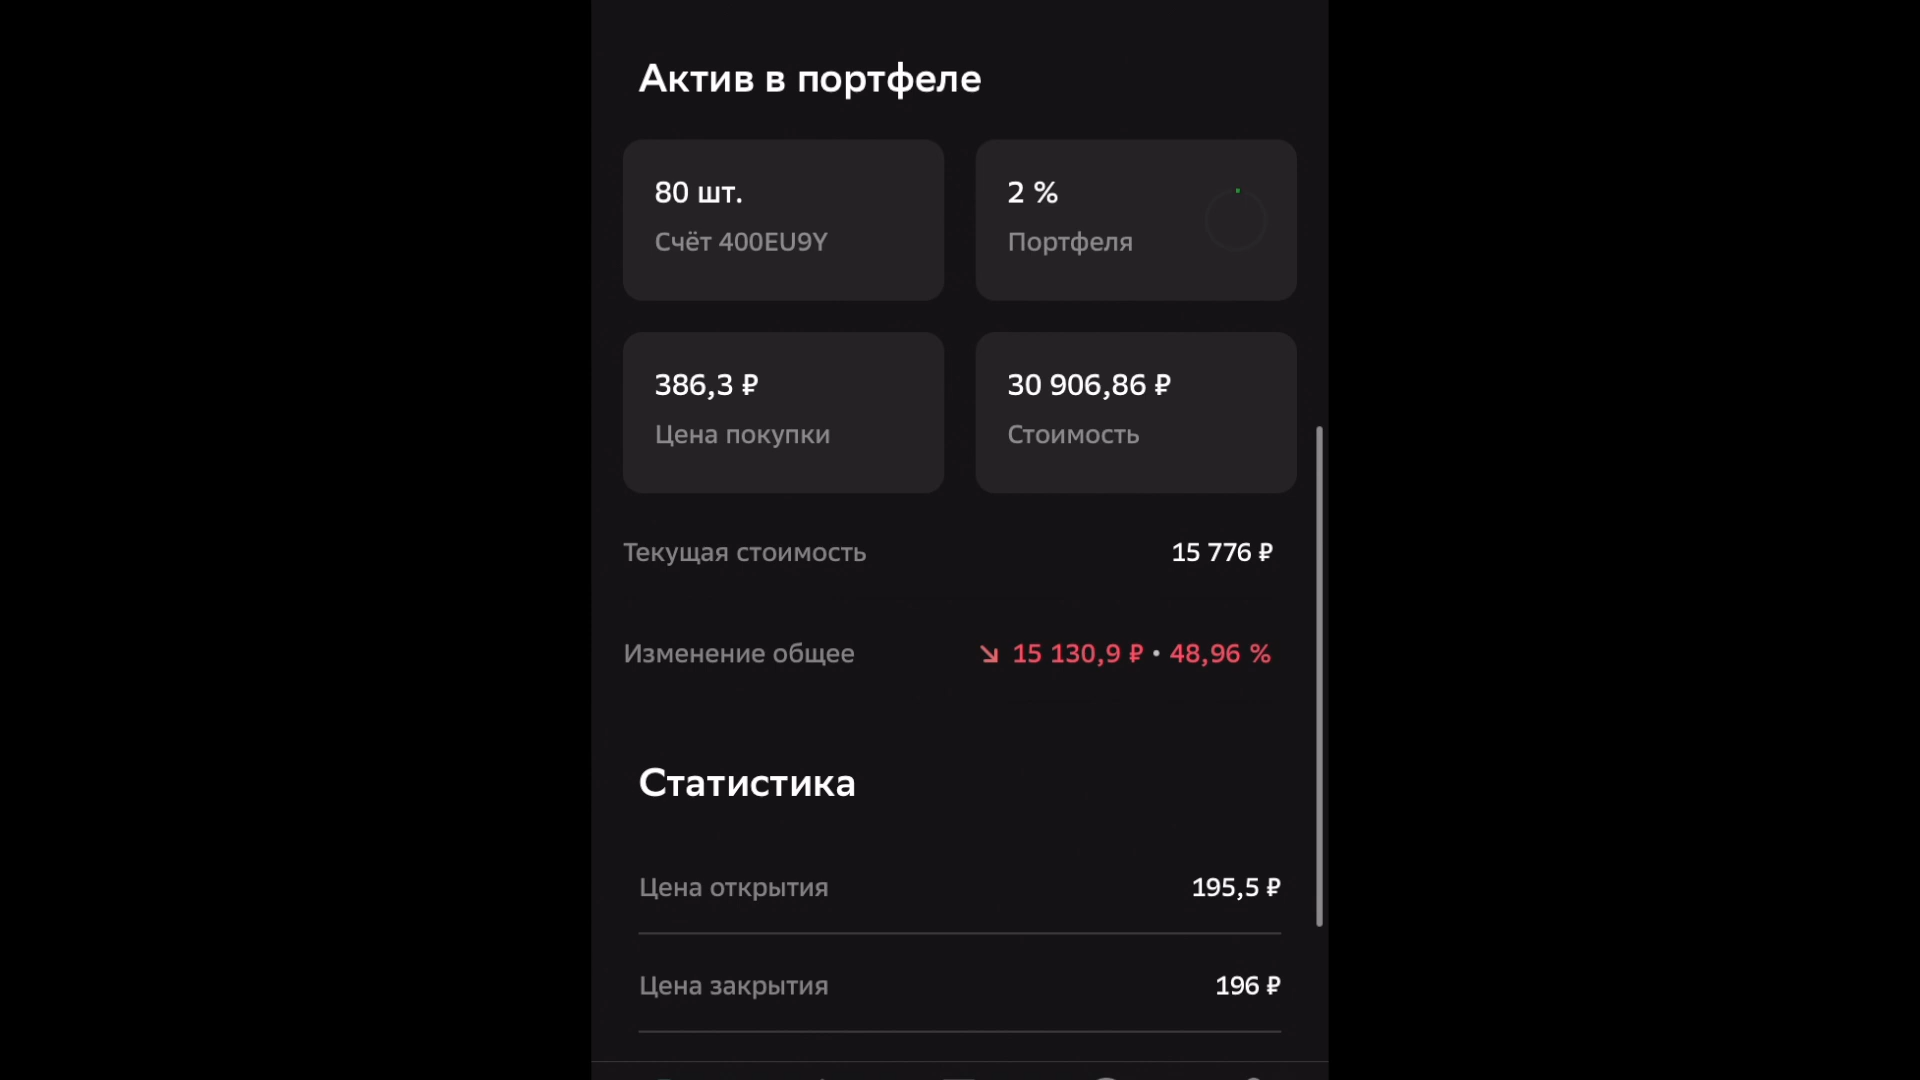 Актив в портфеле
80 шт.
Счёт 400EU9Y
2 %
Портфеля
386,3 ₽
Цена покупки
30 906,86 ₽
Стоимость
Текущая стоимость 15 776 ₽
Изменение общее ↘ 15 130,9 ₽ • 48,96 %
Статистика
Цена открытия 195,5 ₽
Цена закрытия 196 ₽